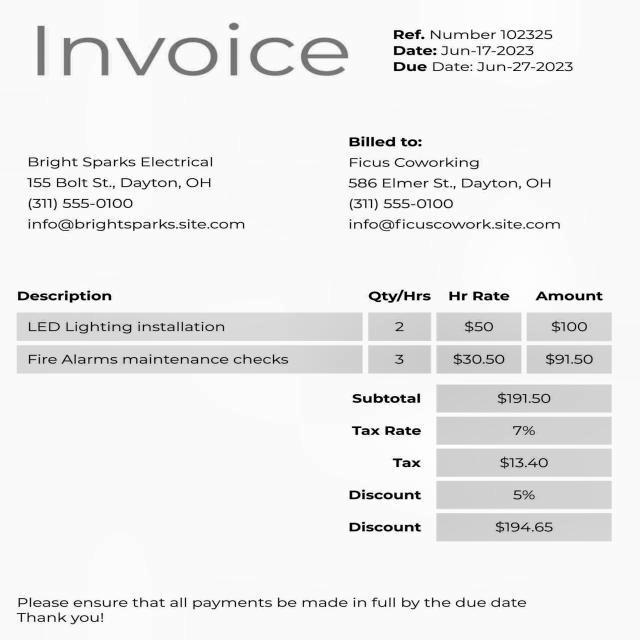 Invoice
Ref. Number 102325
Date: Jun-17-2023
Due Date: Jun-27-2023
Bright Sparks Electrical
155 Bolt St., Dayton, OH
(311) 555-0100
info@brightsparks.site.com
Billed to:
Ficus Coworking
586 Elmer St., Dayton, OH
(311) 555-0100
info@ficuscowork.site.com
Description Qty/Hrs Hr Rate Amount
LED Lighting installation 2 $50 $100
Fire Alarms maintenance checks 3 $30.50 $91.50
Subtotal $191.50
Tax Rate 7%
Tax $13.40
Discount 5%
Discount $194.65
Please ensure that all payments be made in full by the due date
Thank you!